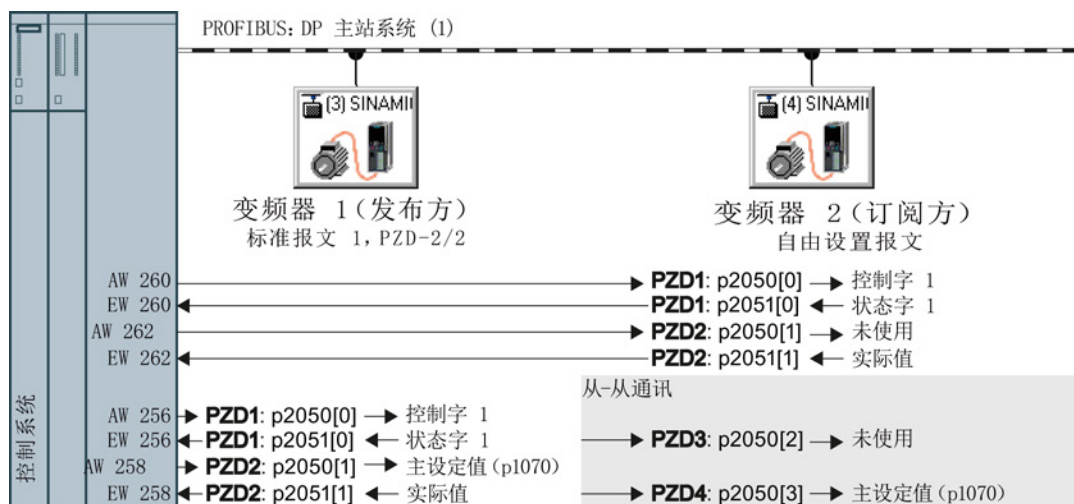 PROFIBUS: DP 主站系统 (1)
(3) SINAMI
(4) SINAMI
变频器 1(发布方)
标准报文 1, PZD-2/2
变频器 2(订阅方)
自由设置报文
AW 260 PZD1: p2050[0] 控制字 1
EW 260 PZD1: p2051[0] 状态字 1
AW 262 PZD2: p2050[1] 未使用
EW 262 PZD2: p2051[1] 实际值
从-从通讯
AW 256 PZD1: p2050[0] 控制字 1
EW 256 PZD1: p2051[0] 状态字 1 PZD3: p2050[2] 未使用
AW 258 PZD2: p2050[1] 主设定值(p1070)
EW 258 PZD2: p2051[1] 实际值 PZD4: p2050[3] 主设定值(p1070)
控制系统